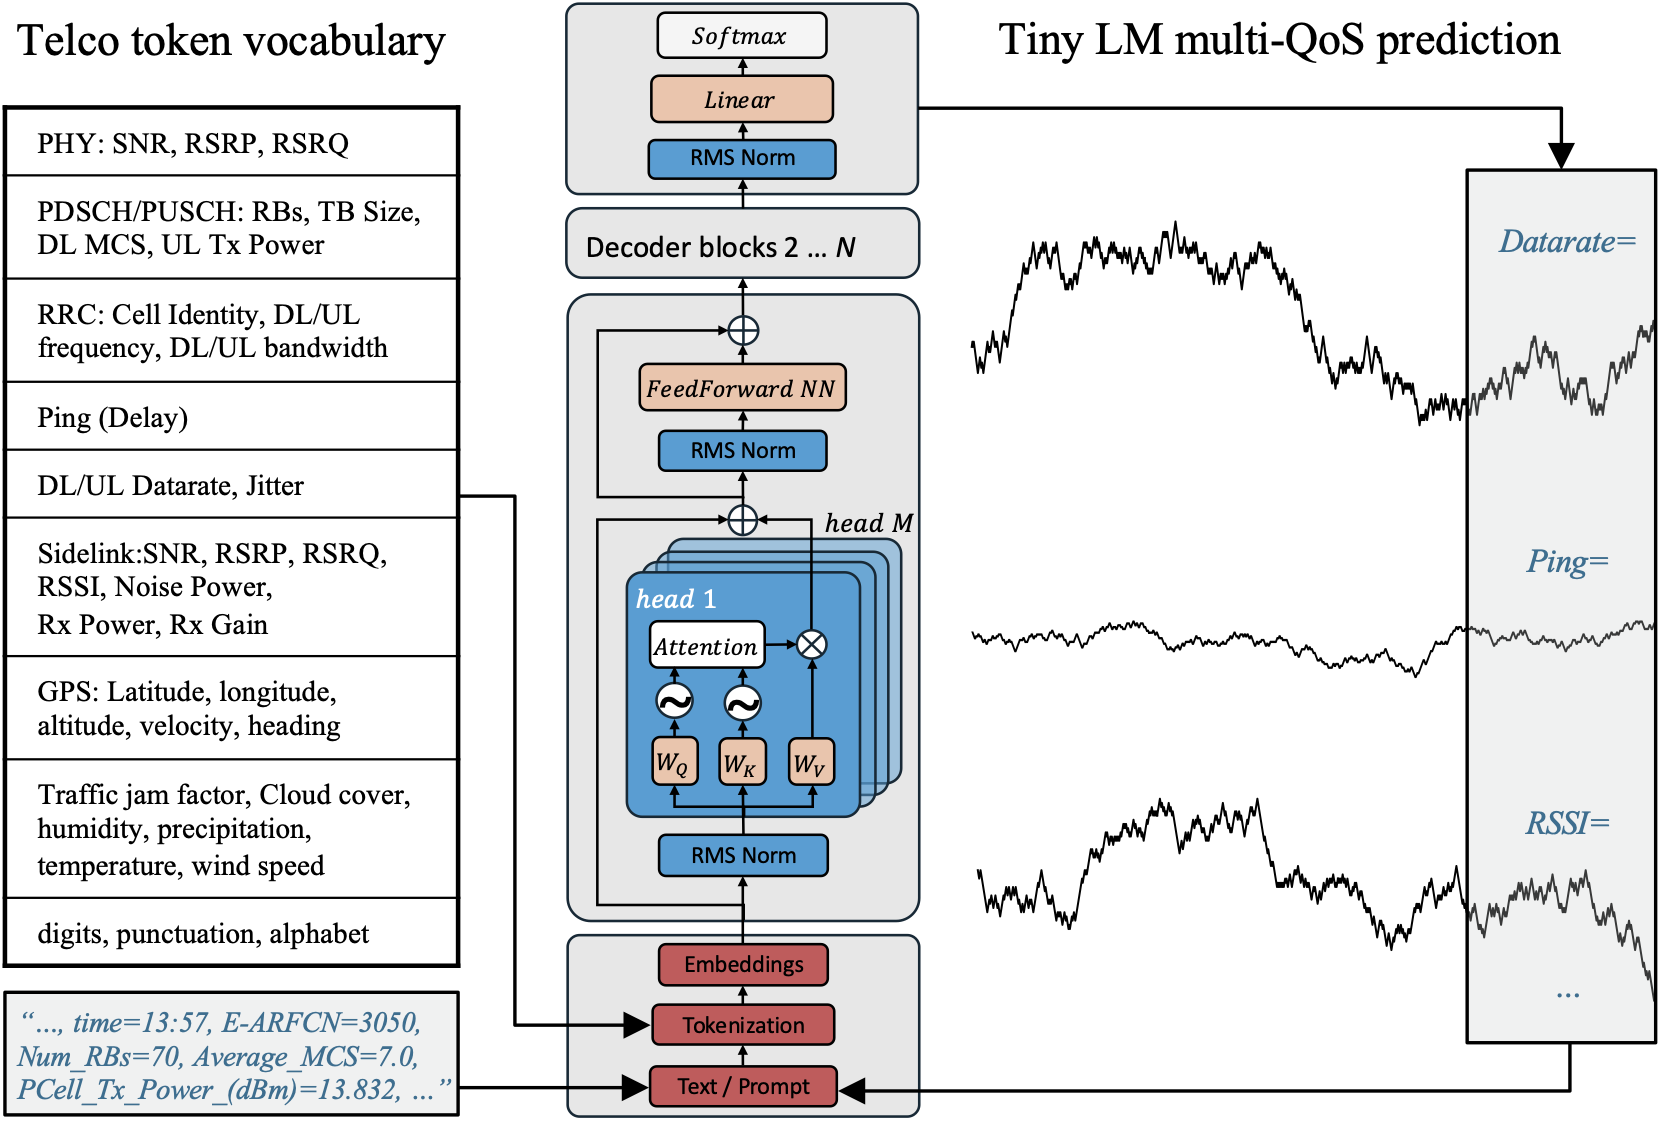 Telco token vocabulary
PHY: SNR, RSRP, RSRQ
PDSCH/PUSCH: RBs, TB Size,
DL MCS, UL Tx Power
RRC: Cell Identity, DL/UL
frequency, DL/UL bandwidth
Ping (Delay)
DL/UL Datarate, Jitter
Sidelink:SNR, RSRP, RSRQ,
RSSI, Noise Power,
Rx Power, Rx Gain
GPS: Latitude, longitude,
altitude, velocity, heading
Traffic jam factor, Cloud cover,
humidity, precipitation,
temperature, wind speed
digits, punctuation, alphabet
“…, time=13:57, E-ARFCN=3050,
Num_RBs=70, Average_MCS=7.0,
PCell_Tx_Power_(dBm)=13.832, …”
Softmax
Linear
RMS Norm
Decoder blocks 2 … N
FeedForward NN
RMS Norm
head M
head 1
Attention
W_Q W_K W_V
RMS Norm
Embeddings
Tokenization
Text / Prompt
Tiny LM multi-QoS prediction
Datarate=
Ping=
RSSI=
…